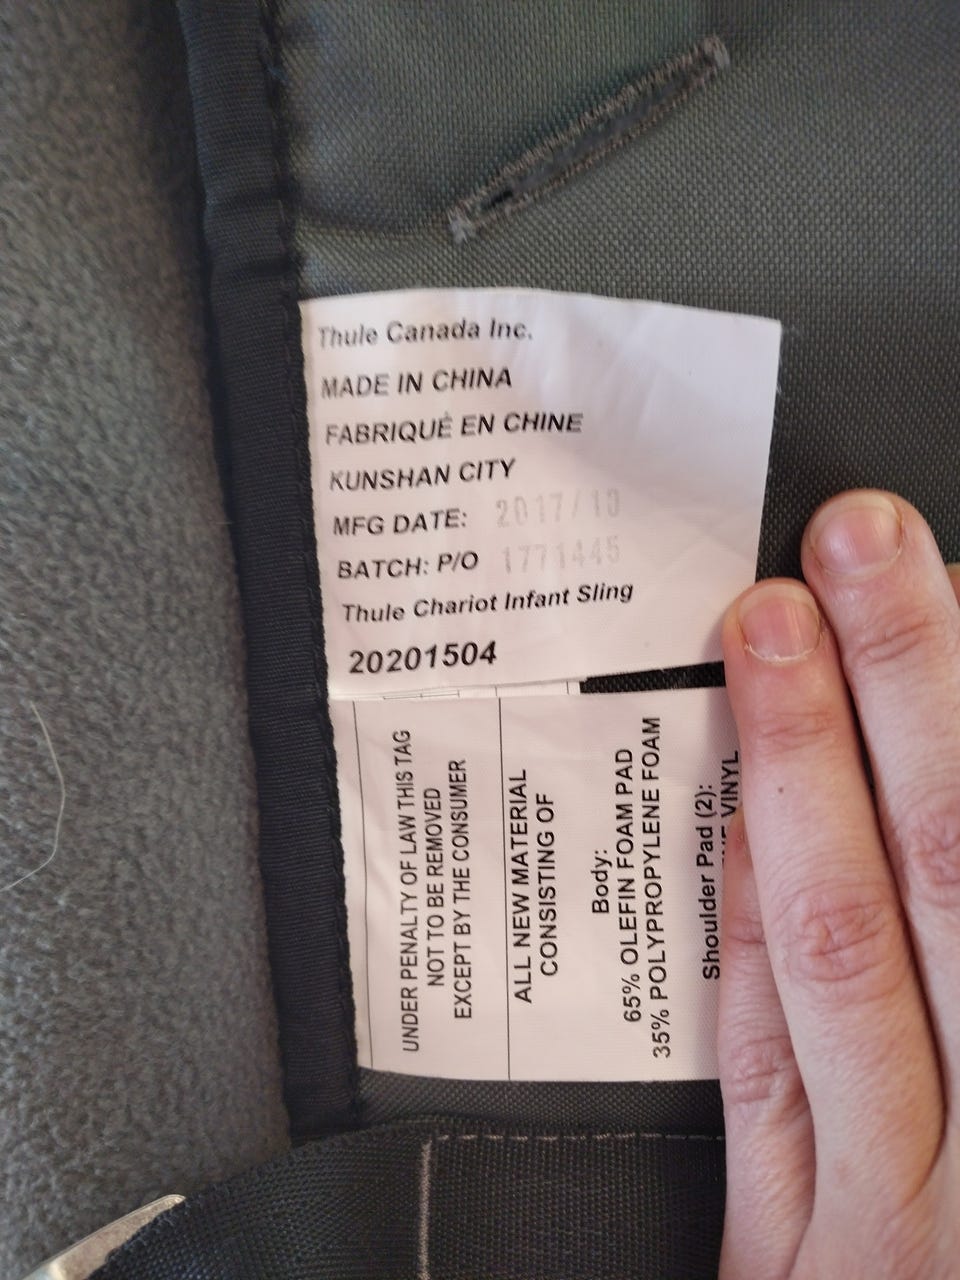 Thule Canada Inc.
MADE IN CHINA
FABRIQUÉ EN CHINE
KUNSHAN CITY
MFG DATE: 2017/10
BATCH: P/O 1771445
Thule Chariot Infant Sling
20201504
UNDER PENALTY OF LAW THIS TAG
NOT TO BE REMOVED
EXCEPT BY THE CONSUMER
ALL NEW MATERIAL
CONSISTING OF
Body:
65% OLEFIN FOAM PAD
35% POLYPROPYLENE FOAM
Shoulder Pad (2):
VINYL